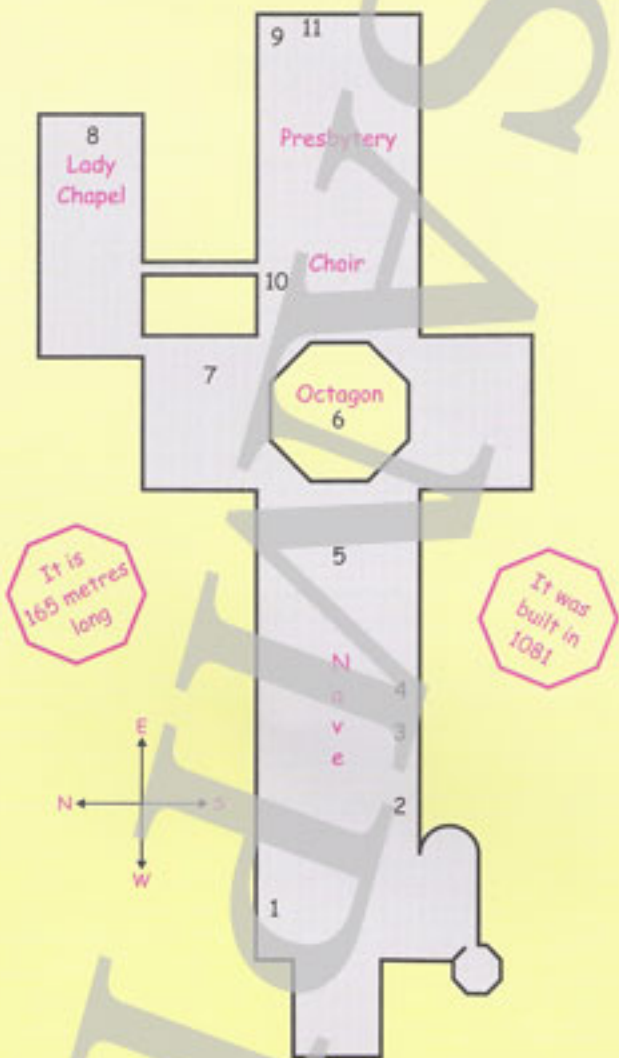 9
11
8
Lady
Chapel
Presbytery
Choir
10
7
Octagon
6
It is
165 metres
long
5
It was
built in
1081
N
a
v
e
4
3
2
E
N
S
W
1
SAMPLE